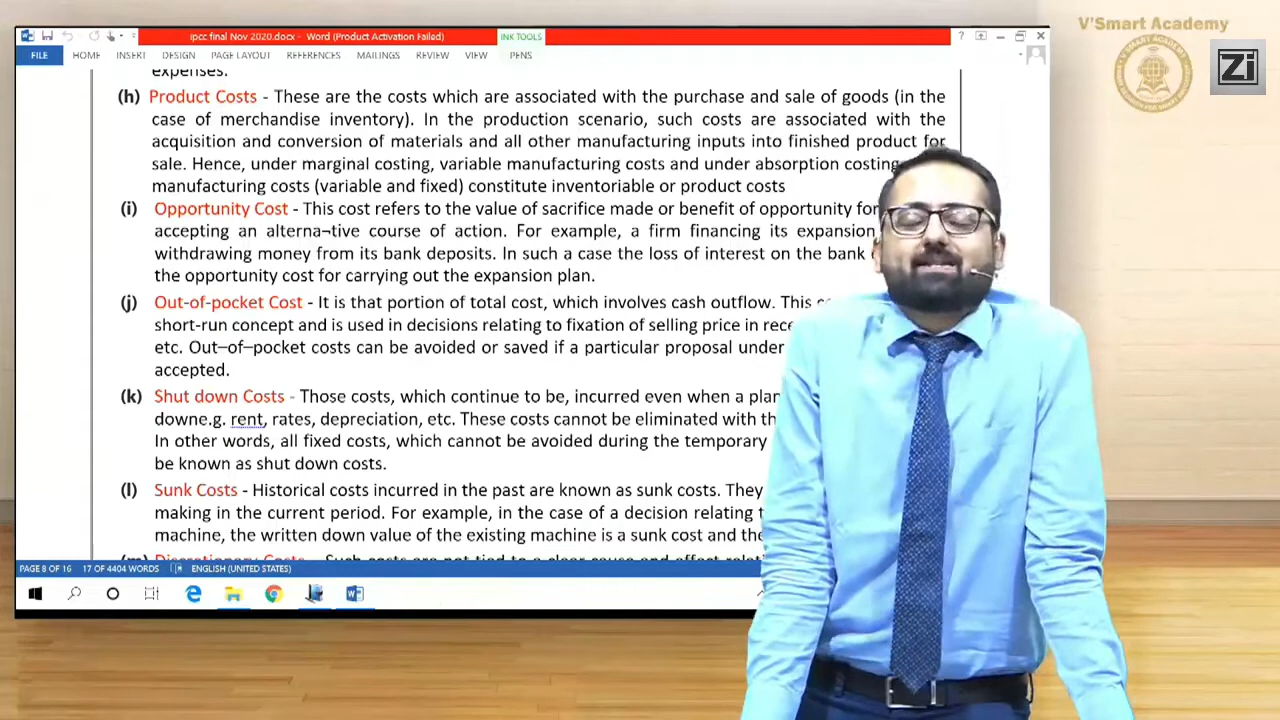 V'Smart Academy
Zi
ipcc final Nov 2020.docx - Word (Product Activation Failed)
INK TOOLS
FILE HOME INSERT DESIGN PAGE LAYOUT REFERENCES MAILINGS REVIEW VIEW PENS
expenses.
(h) Product Costs - These are the costs which are associated with the purchase and sale of goods (in the
case of merchandise inventory). In the production scenario, such costs are associated with the
acquisition and conversion of materials and all other manufacturing inputs into finished product for
sale. Hence, under marginal costing, variable manufacturing costs and under absorption costing
manufacturing costs (variable and fixed) constitute inventoriable or product costs
(i) Opportunity Cost - This cost refers to the value of sacrifice made or benefit of opportunity
accepting an alterna¬tive course of action. For example, a firm financing its expansion
withdrawing money from its bank deposits. In such a case the loss of interest on the bank
the opportunity cost for carrying out the expansion plan.
(j) Out-of-pocket Cost - It is that portion of total cost, which involves cash outflow. This
short-run concept and is used in decisions relating to fixation of selling price in
etc. Out–of–pocket costs can be avoided or saved if a particular proposal under
accepted.
(k) Shut down Costs - Those costs, which continue to be, incurred even when a
downe.g. rent, rates, depreciation, etc. These costs cannot be eliminated with
In other words, all fixed costs, which cannot be avoided during the temporary
be known as shut down costs.
(l) Sunk Costs - Historical costs incurred in the past are known as sunk costs. They
making in the current period. For example, in the case of a decision relating
machine, the written down value of the existing machine is a sunk cost and
(m) Discretionary Costs - Such costs are not tied to a clear cause and effect
PAGE 8 OF 16 17 OF 4404 WORDS ENGLISH (UNITED STATES)